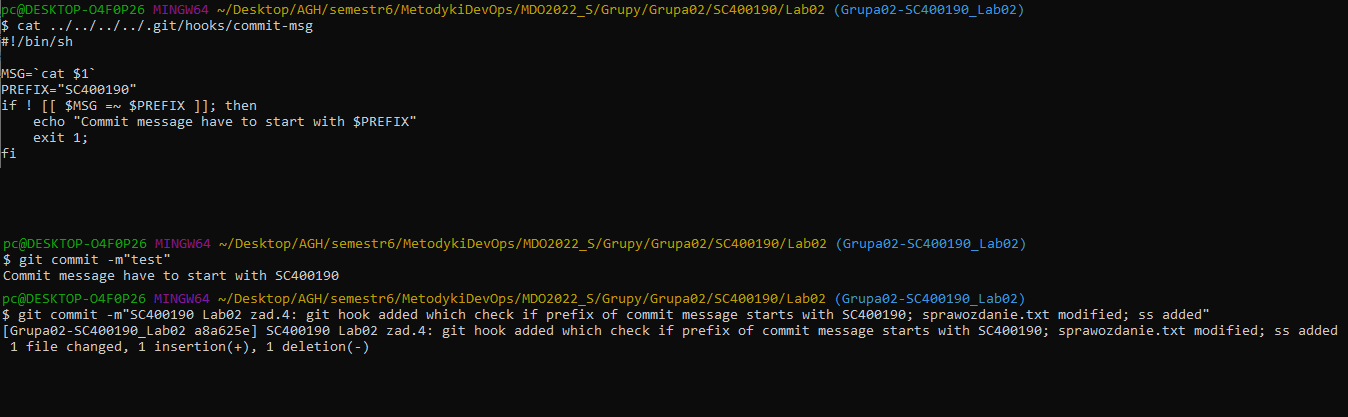 pc@DESKTOP-O4F0P26 MINGW64 ~/Desktop/AGH/semestr6/MetodykiDevOps/MDO2022_S/Grupy/Grupa02/SC400190/Lab02 (Grupa02-SC400190_Lab02)
$ cat ../../../../.git/hooks/commit-msg
#!/bin/sh
MSG=`cat $1`
PREFIX="SC400190"
if ! [[ $MSG =~ $PREFIX ]]; then
    echo "Commit message have to start with $PREFIX"
    exit 1;
fi
pc@DESKTOP-O4F0P26 MINGW64 ~/Desktop/AGH/semestr6/MetodykiDevOps/MDO2022_S/Grupy/Grupa02/SC400190/Lab02 (Grupa02-SC400190_Lab02)
$ git commit -m"test"
Commit message have to start with SC400190
pc@DESKTOP-O4F0P26 MINGW64 ~/Desktop/AGH/semestr6/MetodykiDevOps/MDO2022_S/Grupy/Grupa02/SC400190/Lab02 (Grupa02-SC400190_Lab02)
$ git commit -m"SC400190 Lab02 zad.4: git hook added which check if prefix of commit message starts with SC400190; sprawozdanie.txt modified; ss added"
[Grupa02-SC400190_Lab02 a8a625e] SC400190 Lab02 zad.4: git hook added which check if prefix of commit message starts with SC400190; sprawozdanie.txt modified; ss added
 1 file changed, 1 insertion(+), 1 deletion(-)